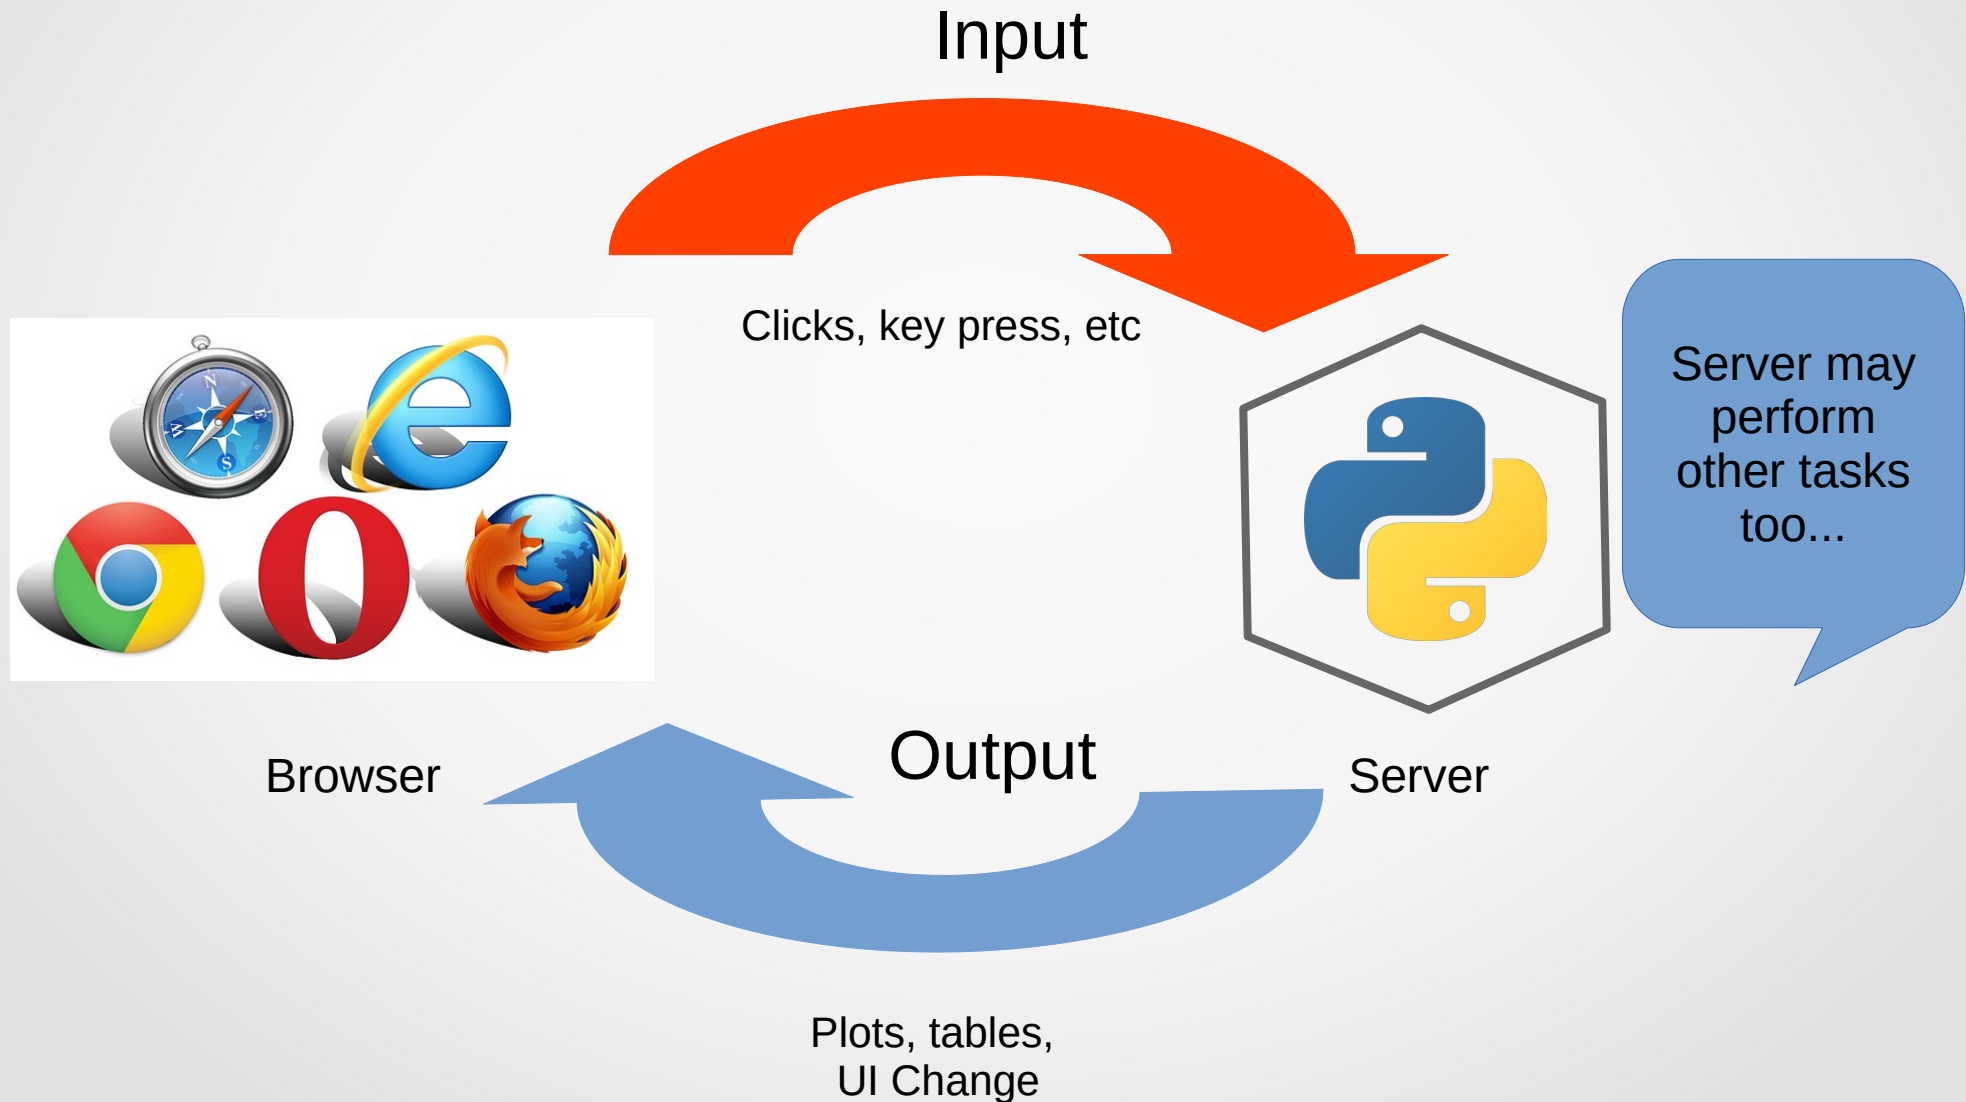 Input
Clicks, key press, etc
Server may
perform
other tasks
too...
N
E
S
W
Browser
Output
Server
Plots, tables,
UI Change